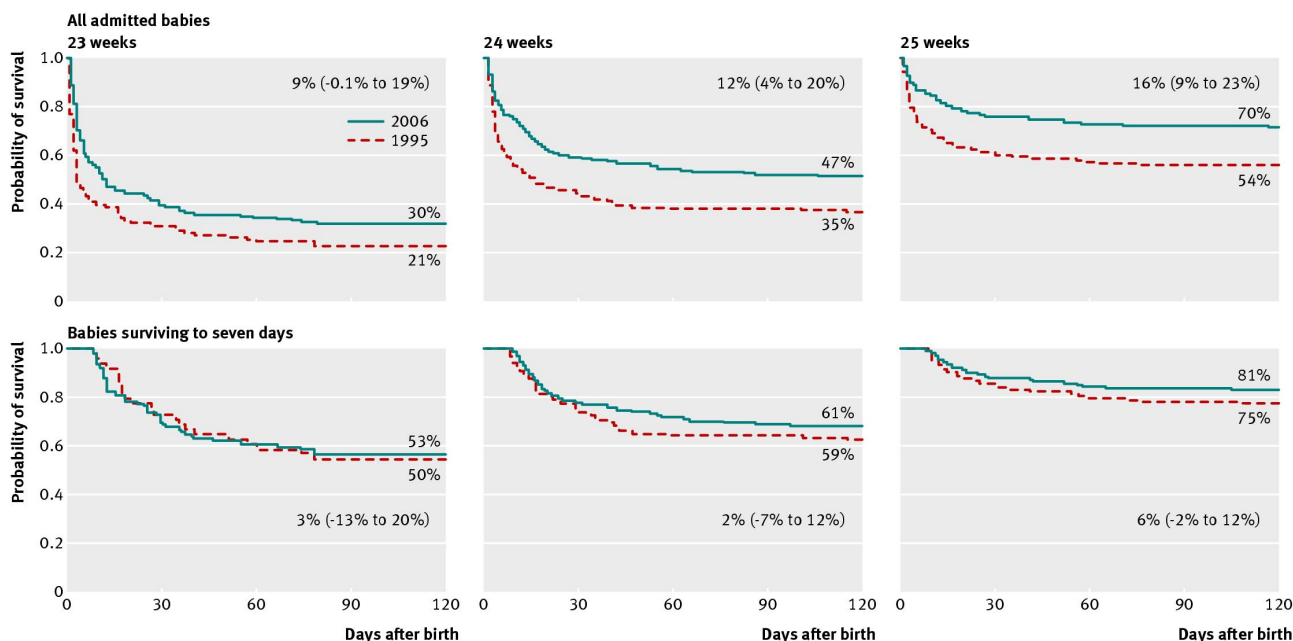 All admitted babies
23 weeks
24 weeks
25 weeks
Probability of survival
1.0
0.8
0.6
0.4
0.2
0
9% (-0.1% to 19%)
2006
1995
30%
21%
12% (4% to 20%)
47%
35%
16% (9% to 23%)
70%
54%
Babies surviving to seven days
Probability of survival
1.0
0.8
0.6
0.4
0.2
0
53%
50%
3% (-13% to 20%)
61%
59%
2% (-7% to 12%)
81%
75%
6% (-2% to 12%)
0 30 60 90 120
0 30 60 90 120
0 30 60 90 120
Days after birth
Days after birth
Days after birth